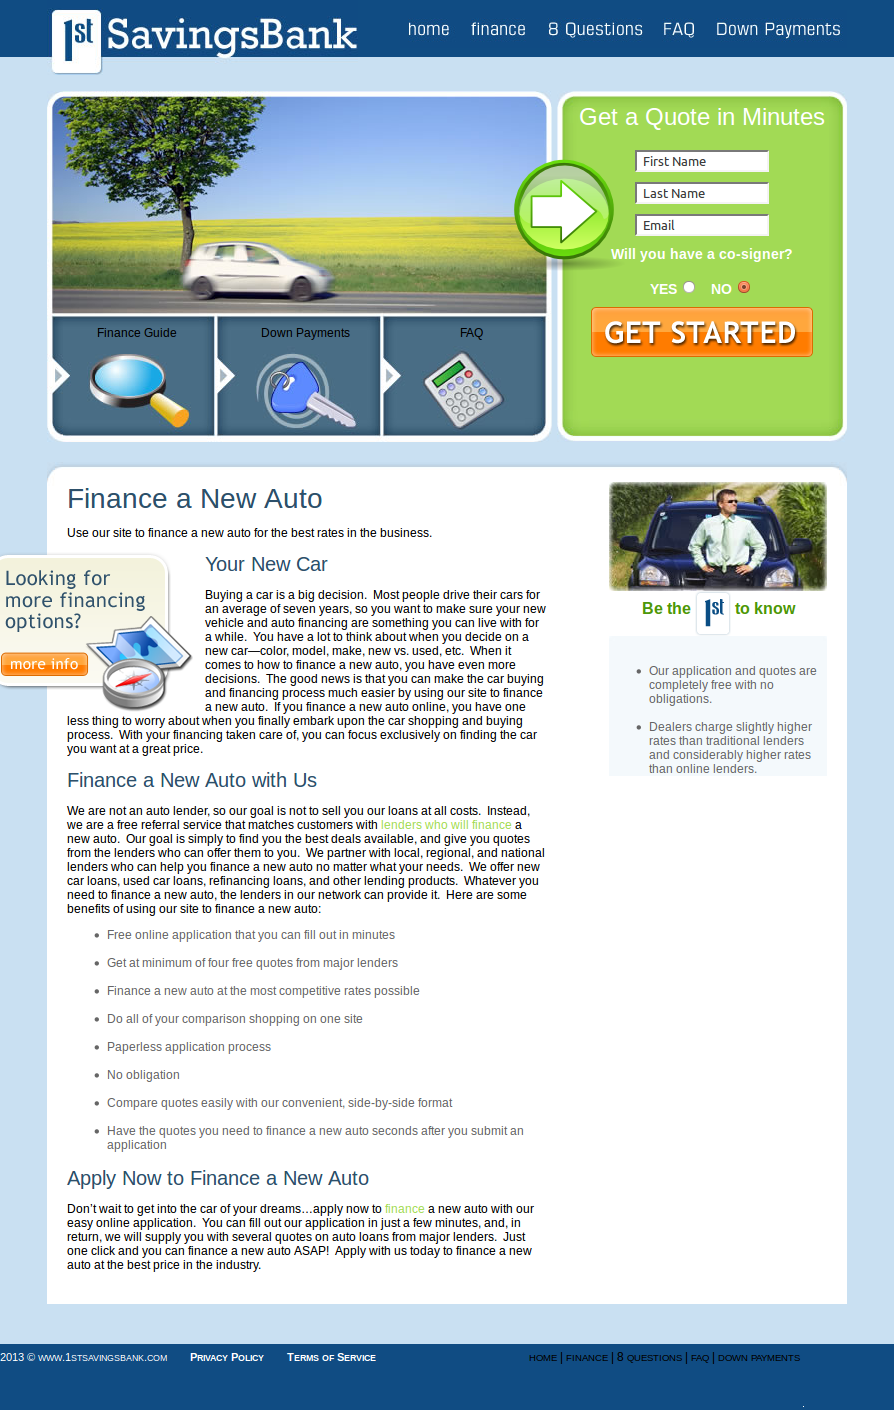 1st SavingsBank
home finance 8 Questions FAQ Down Payments
Get a Quote in Minutes
First Name
Last Name
Email
Will you have a co-signer?
YES NO
GET STARTED
Finance Guide Down Payments FAQ
Finance a New Auto
Use our site to finance a new auto for the best rates in the business.
Looking for
more financing
options?
more info
Your New Car
Buying a car is a big decision.  Most people drive their cars for
an average of seven years, so you want to make sure your new
vehicle and auto financing are something you can live with for
a while.  You have a lot to think about when you decide on a
new car—color, model, make, new vs. used, etc.  When it
comes to how to finance a new auto, you have even more
decisions.  The good news is that you can make the car buying
and financing process much easier by using our site to finance
a new auto.  If you finance a new auto online, you have one
less thing to worry about when you finally embark upon the car shopping and buying
process.  With your financing taken care of, you can focus exclusively on finding the car
you want at a great price.
Finance a New Auto with Us
We are not an auto lender, so our goal is not to sell you our loans at all costs.  Instead,
we are a free referral service that matches customers with lenders who will finance a
new auto.  Our goal is simply to find you the best deals available, and give you quotes
from the lenders who can offer them to you.  We partner with local, regional, and national
lenders who can help you finance a new auto no matter what your needs.  We offer new
car loans, used car loans, refinancing loans, and other lending products.  Whatever you
need to finance a new auto, the lenders in our network can provide it.  Here are some
benefits of using our site to finance a new auto:
• Free online application that you can fill out in minutes
• Get at minimum of four free quotes from major lenders
• Finance a new auto at the most competitive rates possible
• Do all of your comparison shopping on one site
• Paperless application process
• No obligation
• Compare quotes easily with our convenient, side-by-side format
• Have the quotes you need to finance a new auto seconds after you submit an
application
Apply Now to Finance a New Auto
Don’t wait to get into the car of your dreams…apply now to finance a new auto with our
easy online application.  You can fill out our application in just a few minutes, and, in
return, we will supply you with several quotes on auto loans from major lenders.  Just
one click and you can finance a new auto ASAP!  Apply with us today to finance a new
auto at the best price in the industry.
Be the 1st to know
• Our application and quotes are
completely free with no
obligations.
• Dealers charge slightly higher
rates than traditional lenders
and considerably higher rates
than online lenders.
2013 © www.1stsavingsbank.com Privacy Policy Terms of Service home | finance | 8 questions | faq | down payments